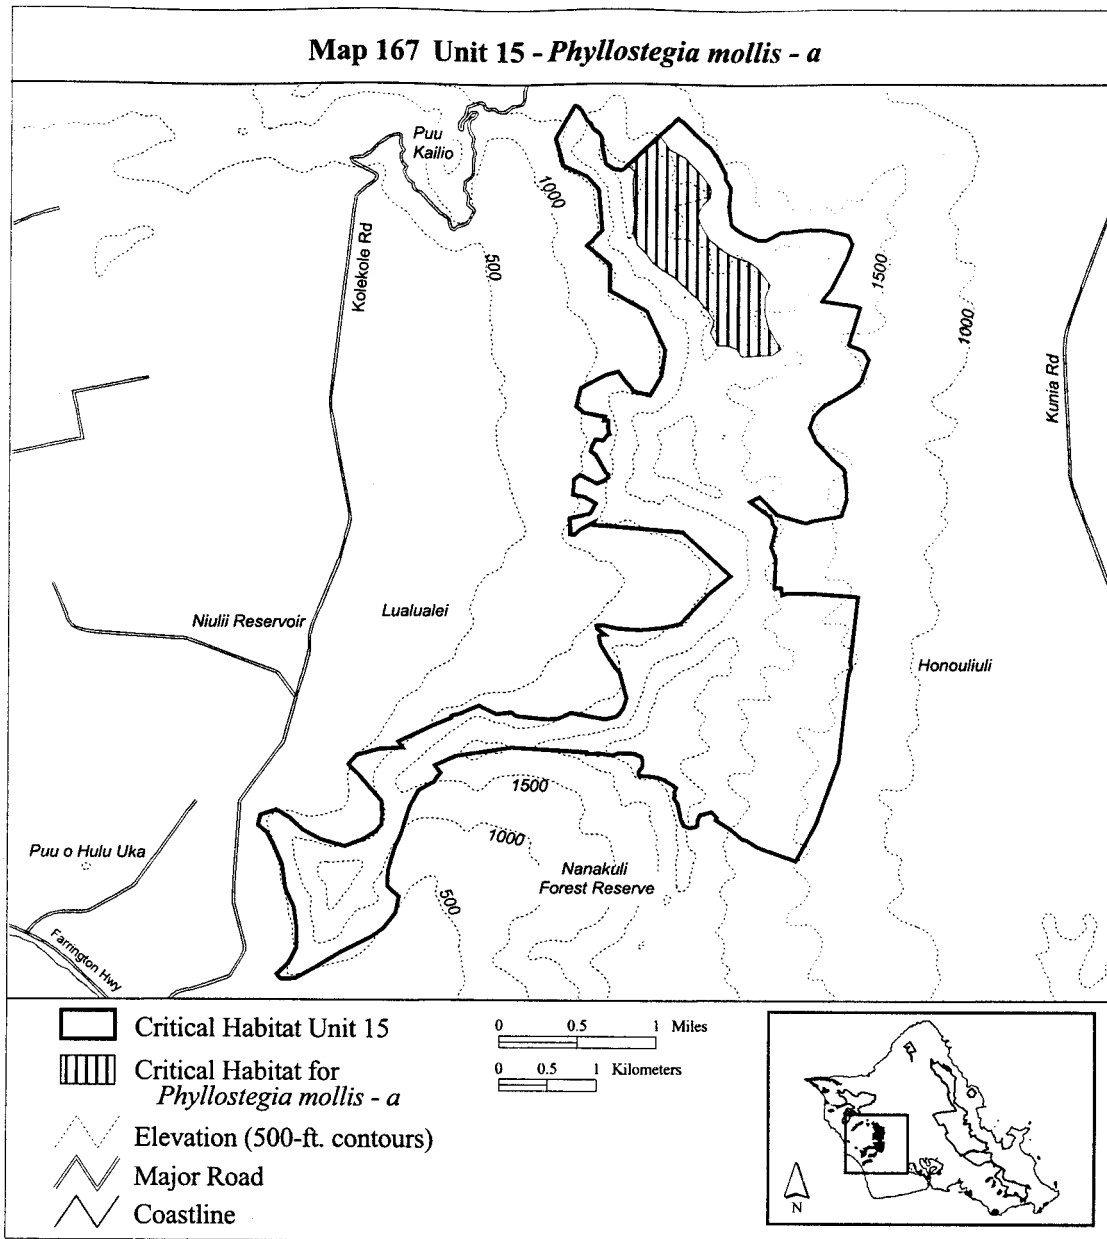 Map 167 Unit 15 - Phyllostegia mollis - a
Puu
Kailio
1000
Kolekole Rd
500
1500
1000
Kunia Rd
Niulii Reservoir
Lualualei
Honouliuli
1500
1000
Puu o Hulu Uka
Nanakuli
Forest Reserve
500
Farrington Hwy
Critical Habitat Unit 15
Critical Habitat for
Phyllostegia mollis - a
Elevation (500-ft. contours)
Major Road
Coastline
0 0.5 1 Miles
0 0.5 1 Kilometers
N